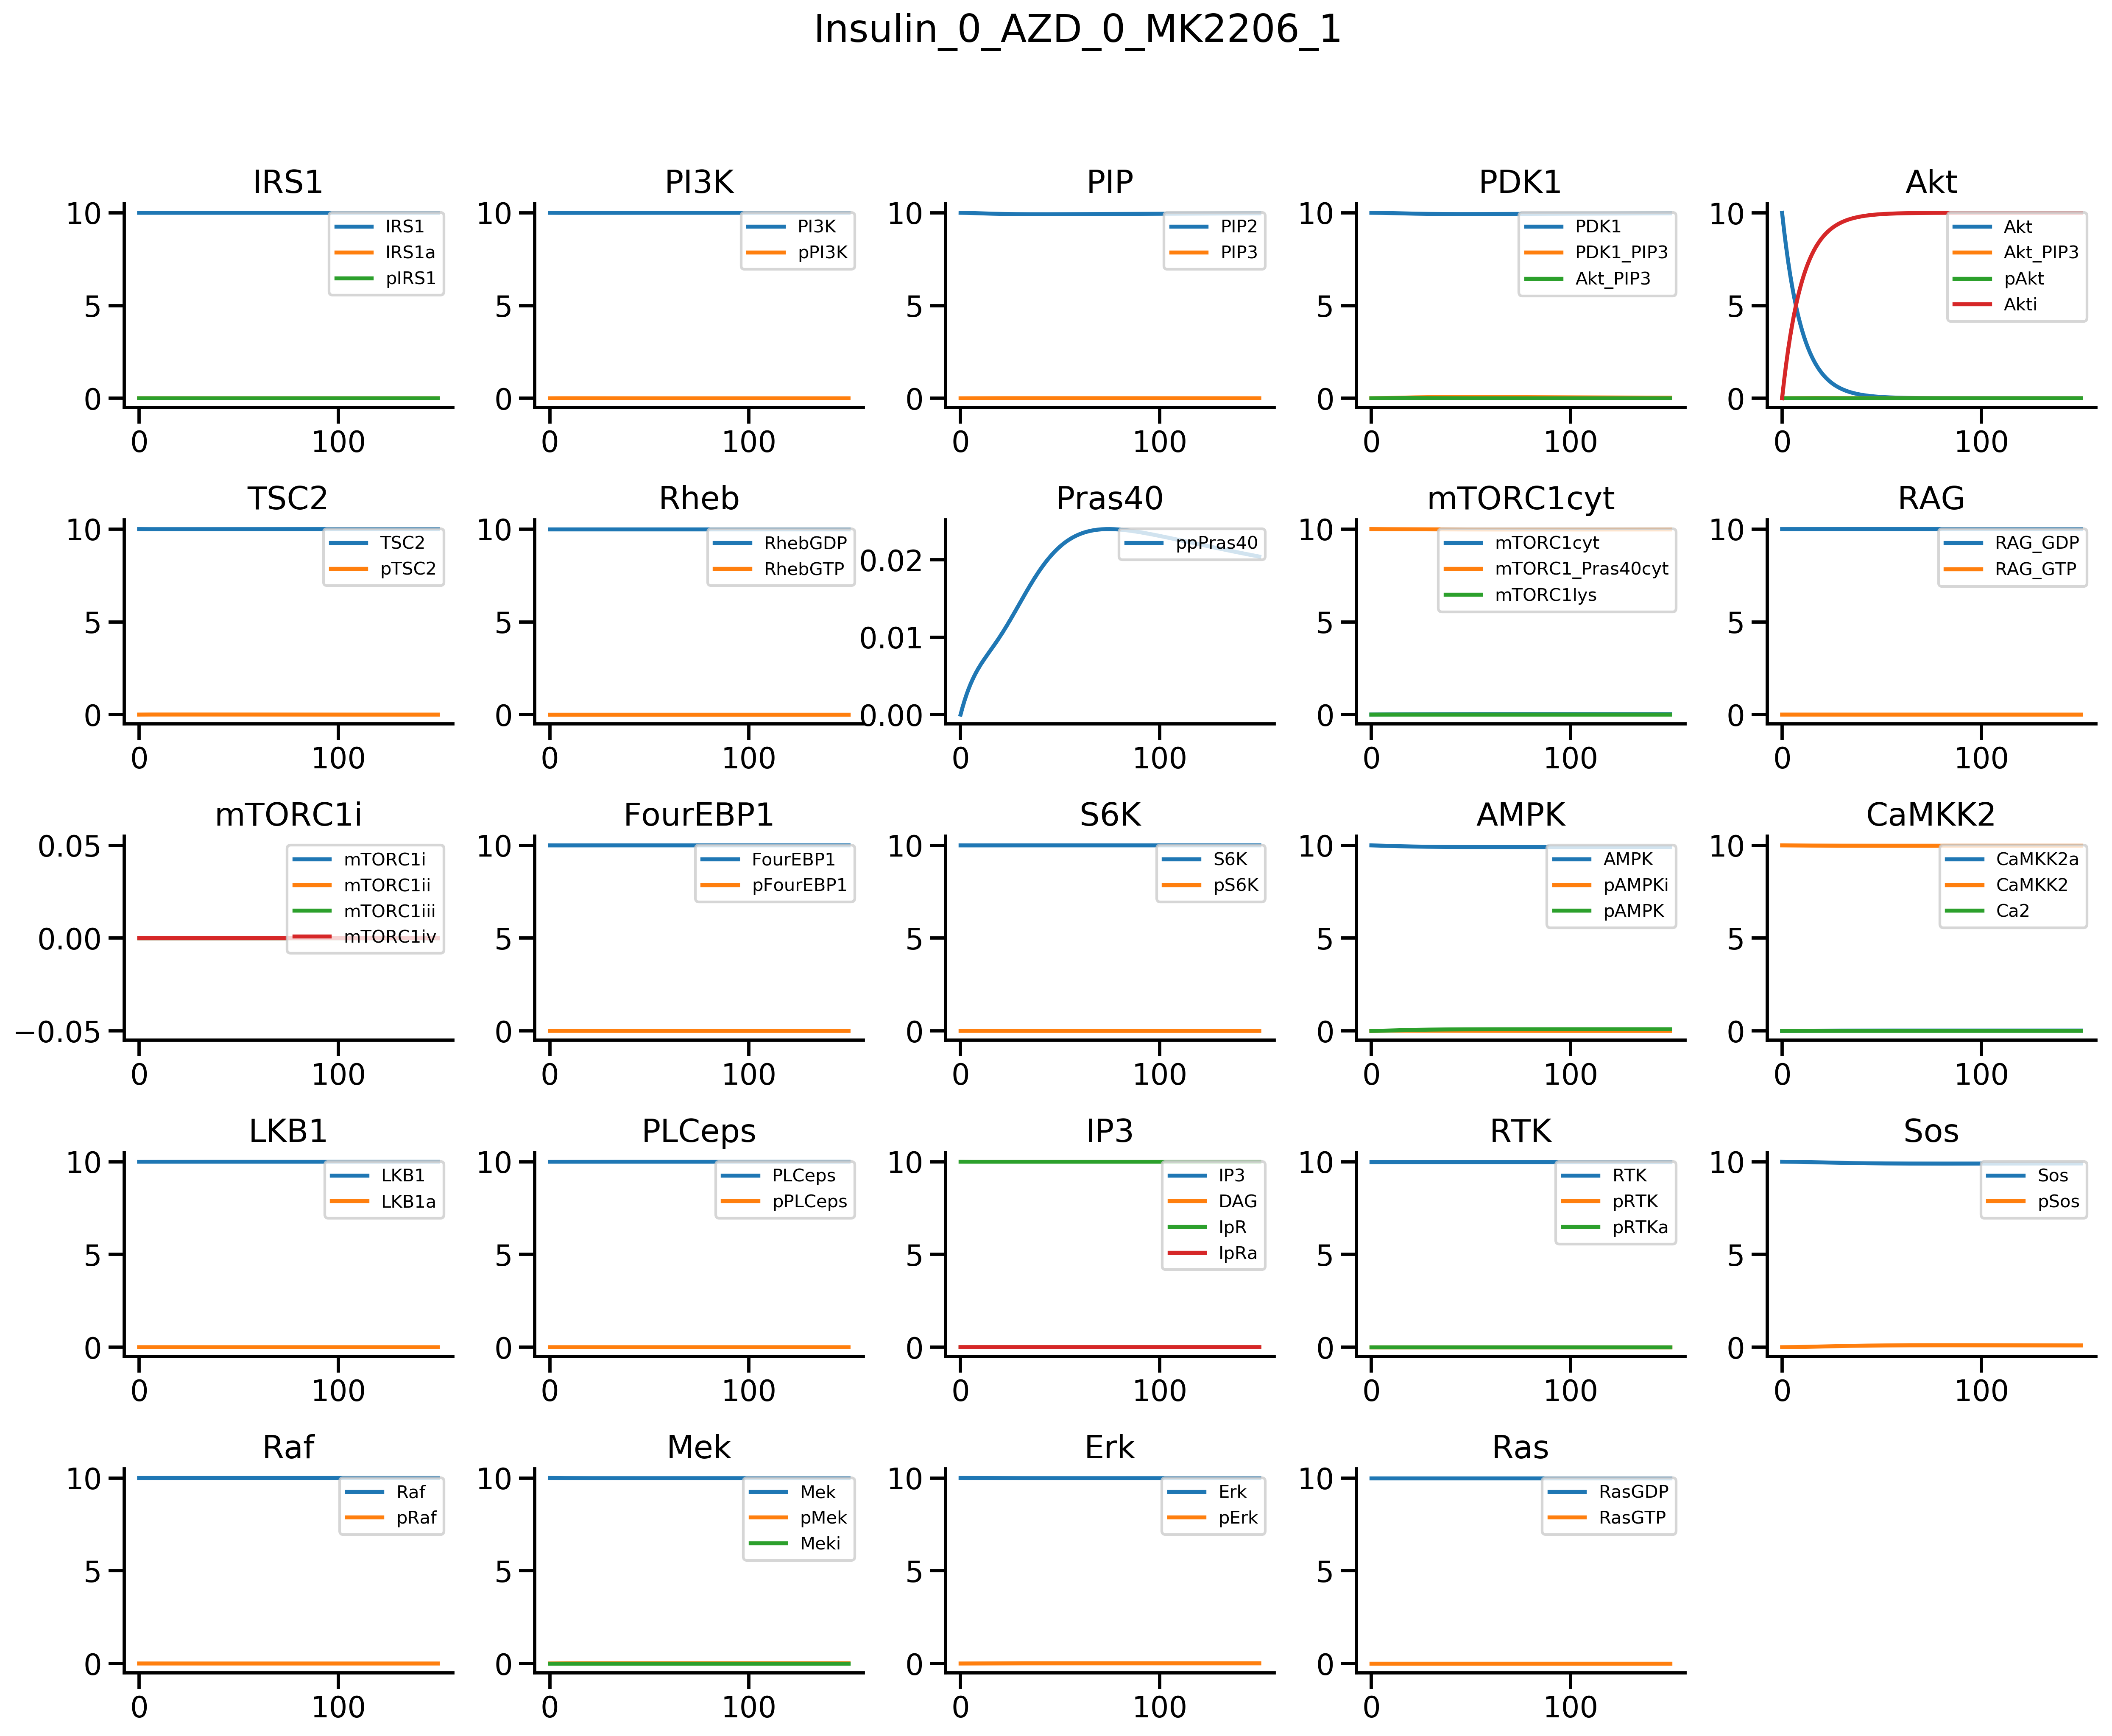 Insulin_0_AZD_0_MK2206_1
IRS1
10
5
0
0
100
IRS1
IRS1a
pIRS1
PI3K
10
5
0
0
100
PI3K
pPI3K
PIP
10
5
0
0
100
PIP2
PIP3
PDK1
10
5
0
0
100
PDK1
PDK1_PIP3
Akt_PIP3
Akt
10
5
0
0
100
Akt
Akt_PIP3
pAkt
Akti
TSC2
10
5
0
0
100
TSC2
pTSC2
Rheb
10
5
0
0
100
RhebGDP
RhebGTP
Pras40
0.02
0.01
0.00
0
100
ppPras40
mTORC1cyt
10
5
0
0
100
mTORC1cyt
mTORC1_Pras40cyt
mTORC1lys
RAG
10
5
0
0
100
RAG_GDP
RAG_GTP
mTORC1i
0.05
0.00
−0.05
0
100
mTORC1i
mTORC1ii
mTORC1iii
mTORC1iv
FourEBP1
10
5
0
0
100
FourEBP1
pFourEBP1
S6K
10
5
0
0
100
S6K
pS6K
AMPK
10
5
0
0
100
AMPK
pAMPKi
pAMPK
CaMKK2
10
5
0
0
100
CaMKK2a
CaMKK2
Ca2
LKB1
10
5
0
0
100
LKB1
LKB1a
PLCeps
10
5
0
0
100
PLCeps
pPLCeps
IP3
10
5
0
0
100
IP3
DAG
IpR
IpRa
RTK
10
5
0
0
100
RTK
pRTK
pRTKa
Sos
10
5
0
0
100
Sos
pSos
Raf
10
5
0
0
100
Raf
pRaf
Mek
10
5
0
0
100
Mek
pMek
Meki
Erk
10
5
0
0
100
Erk
pErk
Ras
10
5
0
0
100
RasGDP
RasGTP